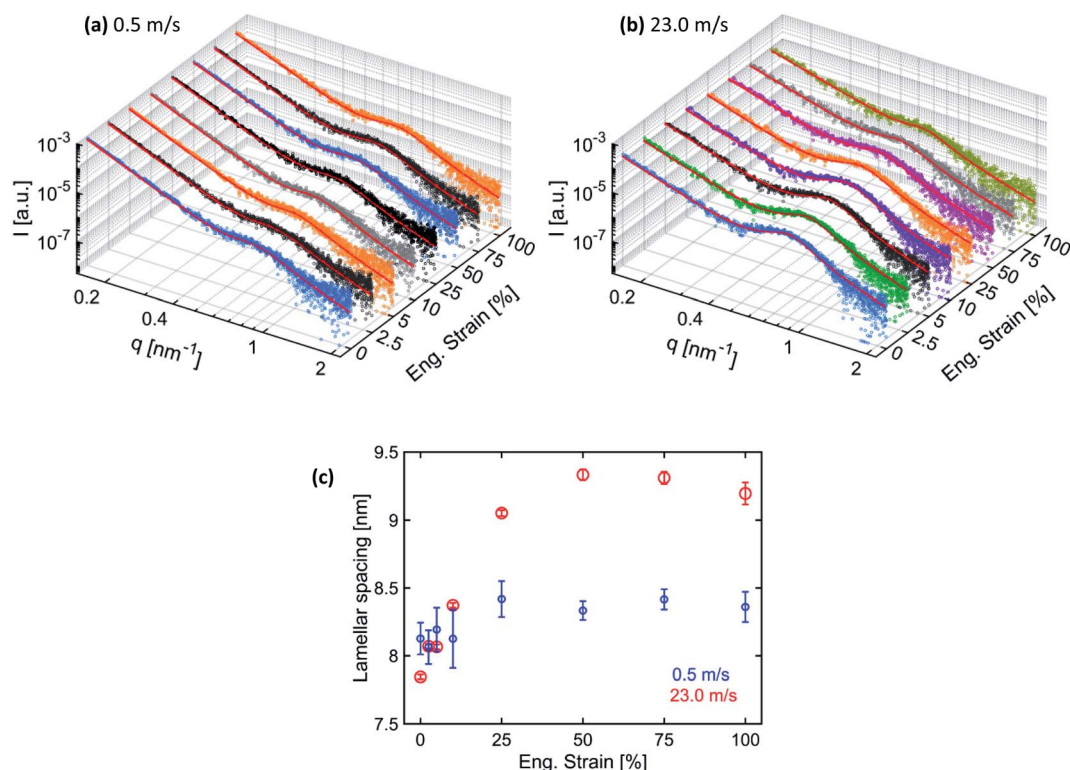 (a) 0.5 m/s
(b) 23.0 m/s
I [a.u.]
10⁻³
10⁻⁵
10⁻⁷
0.2
0.4
1
2
q [nm⁻¹]
0
2.5
5
10
25
50
75
100
Eng. Strain [%]
I [a.u.]
10⁻³
10⁻⁵
10⁻⁷
0.2
0.4
1
2
q [nm⁻¹]
0
2.5
5
10
25
50
75
100
Eng. Strain [%]
(c)
Lamellar spacing [nm]
9.5
9
8.5
8
7.5
0.5 m/s
23.0 m/s
0 25 50 75 100
Eng. Strain [%]